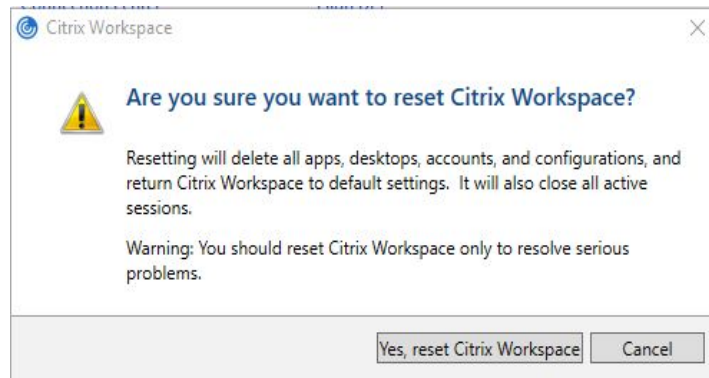 Citrix Workspace
Are you sure you want to reset Citrix Workspace?
Resetting will delete all apps, desktops, accounts, and configurations, and
return Citrix Workspace to default settings.  It will also close all active
sessions.
Warning: You should reset Citrix Workspace only to resolve serious
problems.
Yes, reset Citrix Workspace Cancel